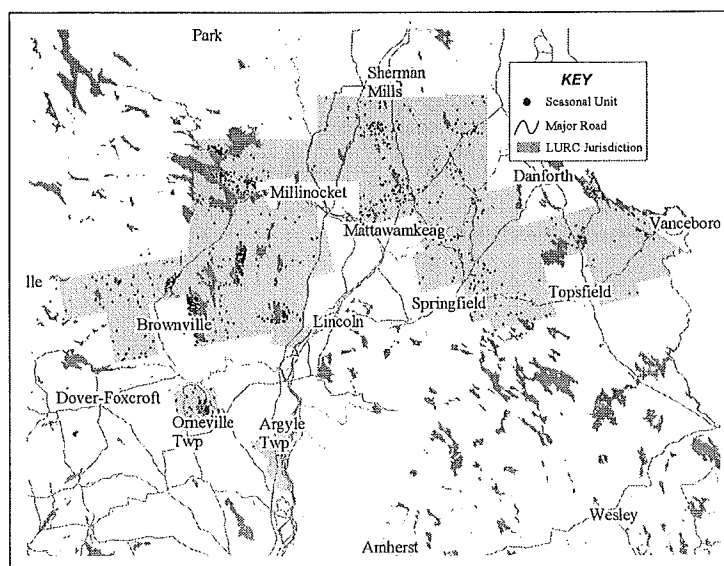 Park
Sherman
Mills
KEY
Seasonal Unit
Major Road
LURC Jurisdiction
Danforth
Millinocket
Mattawamkeag
Vanceboro
lle
Springfield
Topsfield
Brownville
Lincoln
Dover-Foxcroft
Orneville
Twp
Argyle
Twp
Wesley
Amherst